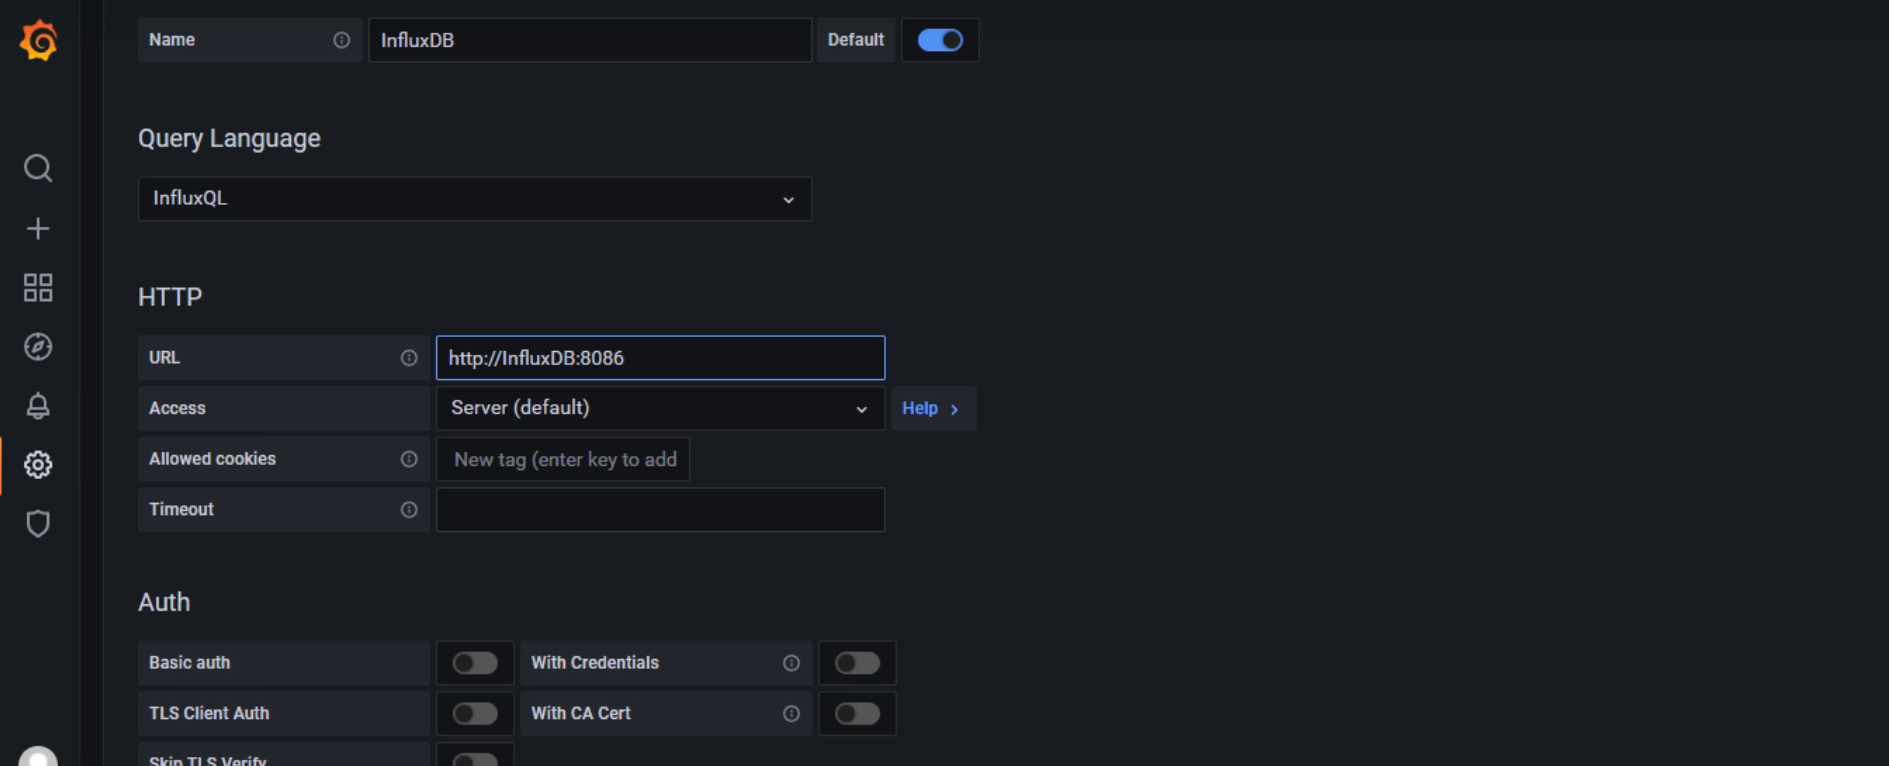 Name InfluxDB Default
Query Language
InfluxQL
HTTP
URL http://InfluxDB:8086
Access Server (default) Help >
Allowed cookies New tag (enter key to add
Timeout
Auth
Basic auth With Credentials
TLS Client Auth With CA Cert
Skip TLS Verify